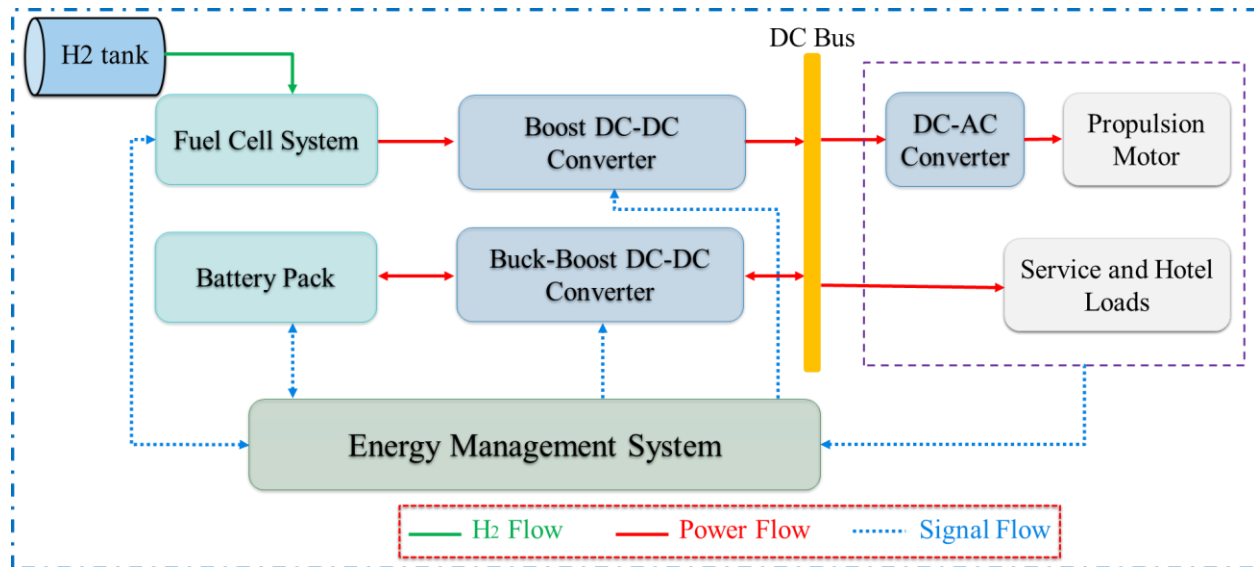 H2 tank
DC Bus
Fuel Cell System
Boost DC-DC
Converter
DC-AC
Converter
Propulsion
Motor
Battery Pack
Buck-Boost DC-DC
Converter
Service and Hotel
Loads
Energy Management System
H2 Flow
Power Flow
Signal Flow